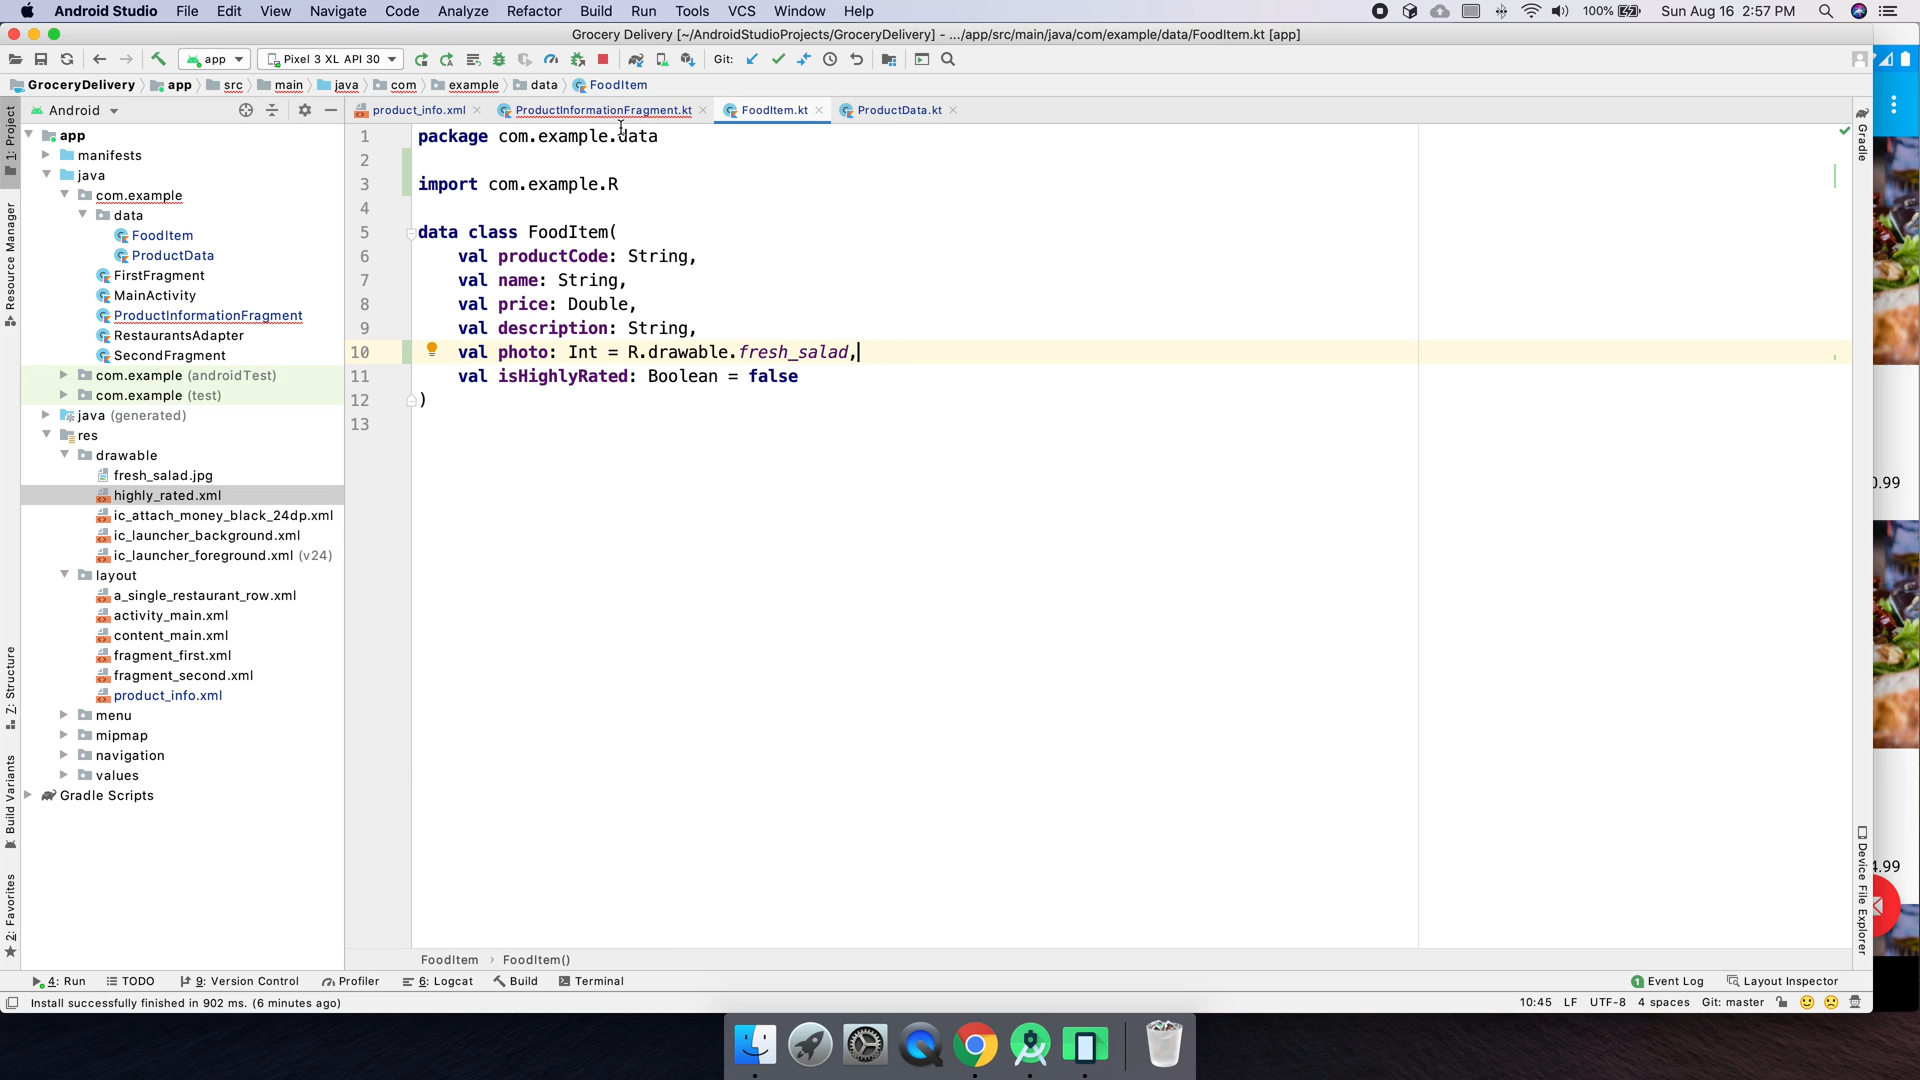 Android Studio File Edit View Navigate Code Analyze Refactor Build Run Tools VCS Window Help 100% Sun Aug 16 2:57 PM
Grocery Delivery [~/AndroidStudioProjects/GroceryDelivery] - .../app/src/main/java/com/example/data/FoodItem.kt [app]
app Pixel 3 XL API 30 Git:
GroceryDelivery app src main java com example data FoodItem
Android product_info.xml ProductInformationFragment.kt FoodItem.kt ProductData.kt
1: Project
Resource Manager
Z: Structure
Build Variants
2: Favorites
app
manifests
java
com.example
data
FoodItem
ProductData
FirstFragment
MainActivity
ProductInformationFragment
RestaurantsAdapter
SecondFragment
com.example (androidTest)
com.example (test)
java (generated)
res
drawable
fresh_salad.jpg
highly_rated.xml
ic_attach_money_black_24dp.xml
ic_launcher_background.xml
ic_launcher_foreground.xml (v24)
layout
a_single_restaurant_row.xml
activity_main.xml
content_main.xml
fragment_first.xml
fragment_second.xml
product_info.xml
menu
mipmap
navigation
values
Gradle Scripts
1 package com.example.data
2
3 import com.example.R
4
5 data class FoodItem(
6 val productCode: String,
7 val name: String,
8 val price: Double,
9 val description: String,
10 val photo: Int = R.drawable.fresh_salad,
11 val isHighlyRated: Boolean = false
12 )
13
Gradle
Device File Explorer
0.99
4.99
FoodItem › FoodItem()
4: Run TODO 9: Version Control Profiler 6: Logcat Build Terminal 1 Event Log Layout Inspector
Install successfully finished in 902 ms. (6 minutes ago) 10:45 LF UTF-8 4 spaces Git: master